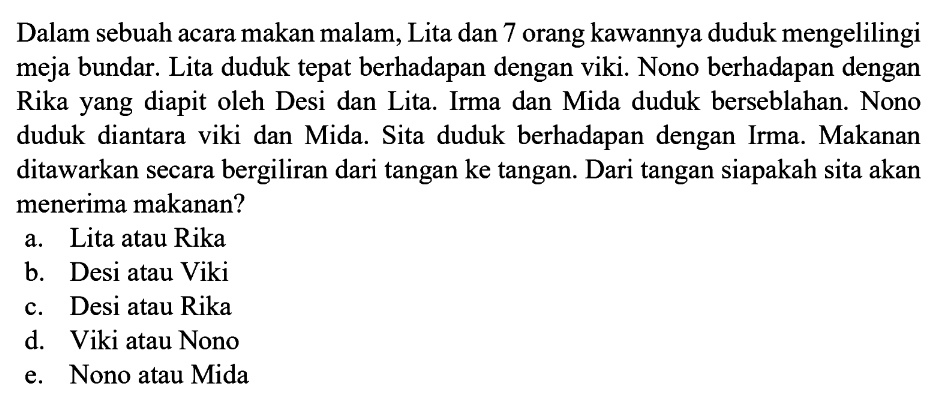 Dalam sebuah acara makan malam, Lita dan 7 orang kawannya duduk mengelilingi
meja bundar. Lita duduk tepat berhadapan dengan viki. Nono berhadapan dengan
Rika yang diapit oleh Desi dan Lita. Irma dan Mida duduk berseblahan. Nono
duduk diantara viki dan Mida. Sita duduk berhadapan dengan Irma. Makanan
ditawarkan secara bergiliran dari tangan ke tangan. Dari tangan siapakah sita akan
menerima makanan?
a. Lita atau Rika
b. Desi atau Viki
c. Desi atau Rika
d. Viki atau Nono
e. Nono atau Mida